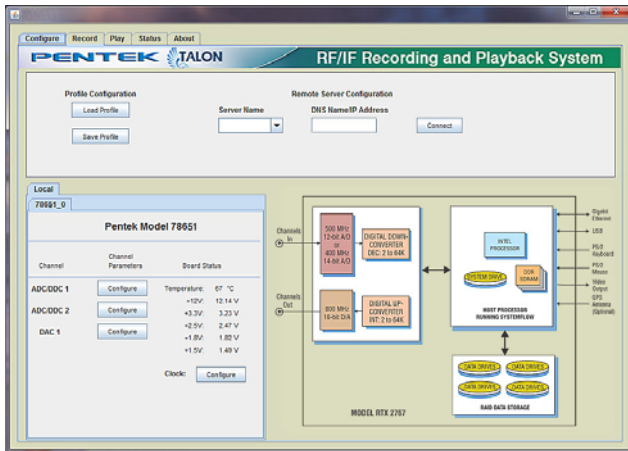 Configure Record Play Status About
PENTEK TALON RF/IF Recording and Playback System
Profile Configuration
Load Profile
Save Profile
Remote Server Configuration
Server Name DNS Name/IP Address
Connect
Local
78651_0
Pentek Model 78651
Channel Channel Parameters Board Status
ADC/DDC 1 Configure
ADC/DDC 2 Configure
DAC 1 Configure
Temperature: 67 °C
+12V: 12.14 V
+3.3V: 3.23 V
+2.5V: 2.47 V
+1.8V: 1.82 V
+1.5V: 1.49 V
Clock: Configure
Channels In
500 MHz
12-bit A/D
or
400 MHz
14-bit A/D
DIGITAL DOWN-
CONVERTER
DEC: 2 to 64K
Channels Out
800 MHz
16-bit D/A
DIGITAL UP-
CONVERTER
INT: 2 to 64K
INTEL
PROCESSOR
SYSTEM DRIVE
DDR
SDRAM
HOST PROCESSOR
RUNNING SYSTEMFLOW
Gigabit
Ethernet
USB
PS/2
Keyboard
PS/2
Mouse
Video
Output
GPS
Antenna
(Optional)
DATA DRIVES DATA DRIVES
DATA DRIVES DATA DRIVES
RAID DATA STORAGE
MODEL RTX 2767